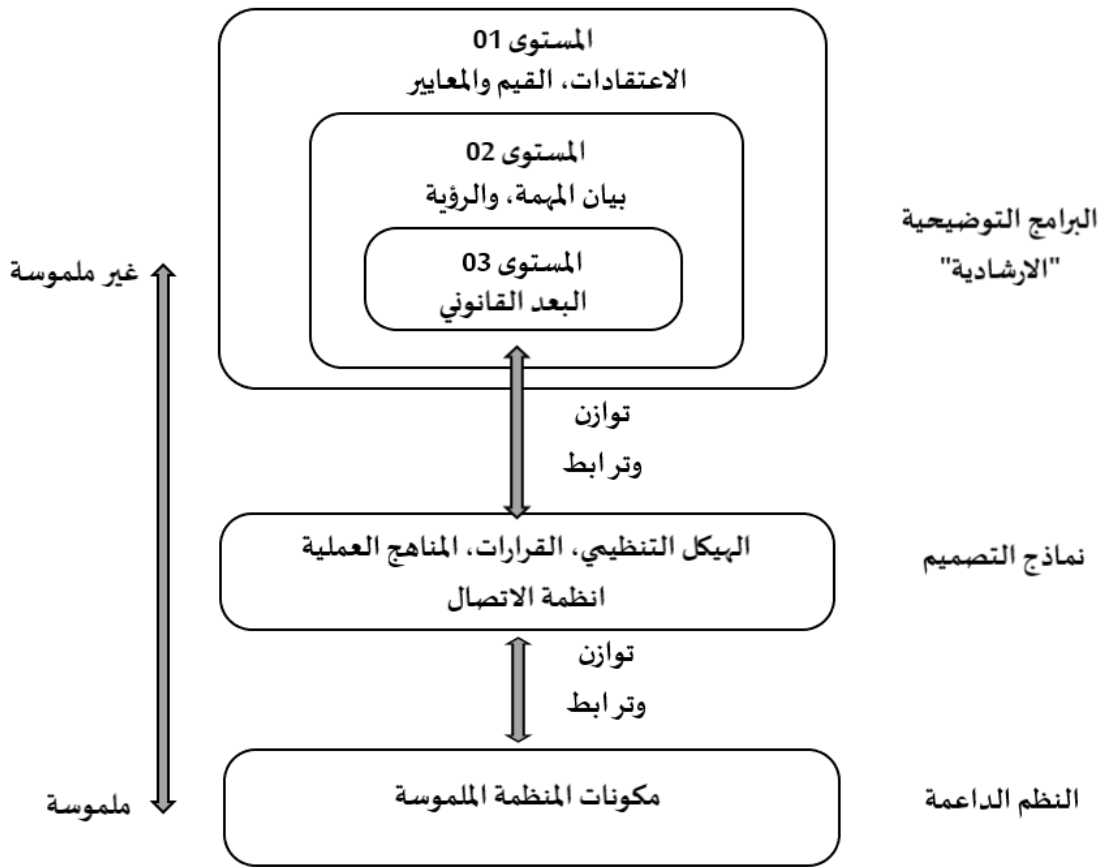 المستوى 01
الاعتقادات، القيم والمعايير
المستوى 02
بيان المهمة، والرؤية
المستوى 03
البعد القانوني
البرامج التوضيحية
"الارشادية"
غير ملموسة
توازن
وترابط
الهيكل التنظيمي، القرارات، المناهج العملية
انظمة الاتصال
نماذج التصميم
توازن
وترابط
مكونات المنظمة الملموسة
النظم الداعمة
ملموسة